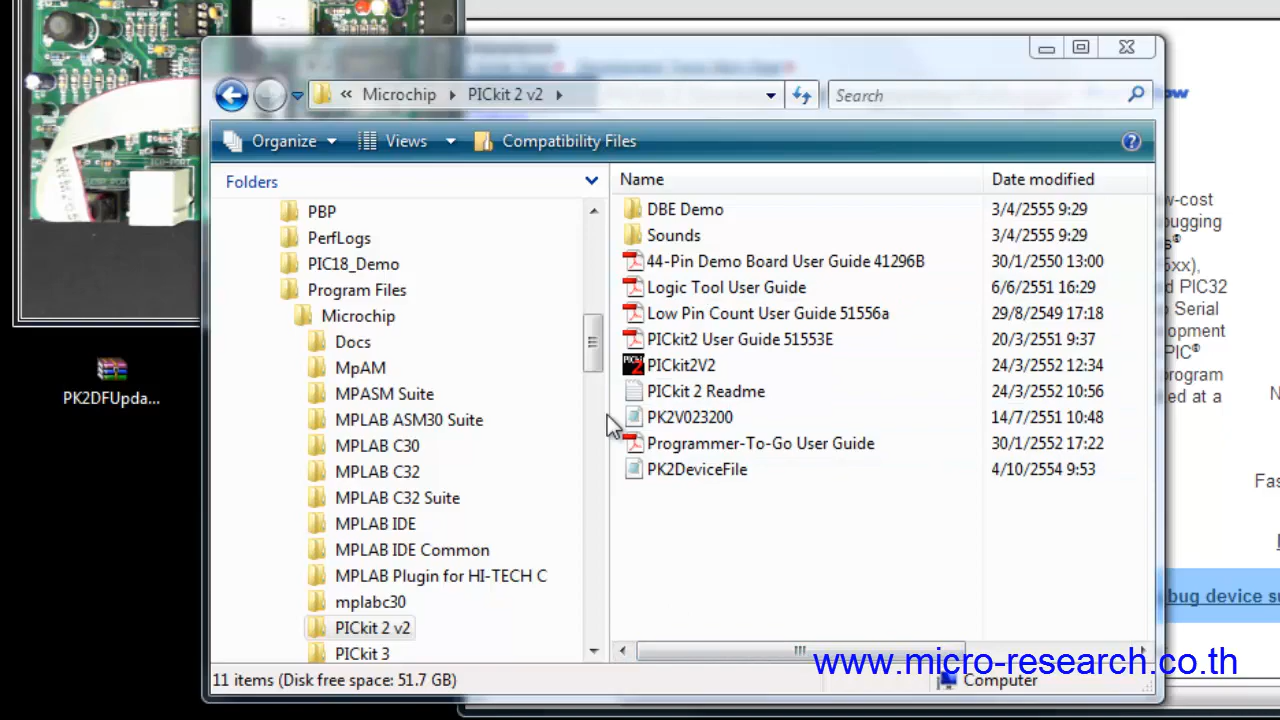 Microchip PICkit 2 v2
Search
Organize Views Compatibility Files
Folders
PBP
PerfLogs
PIC18_Demo
Program Files
Microchip
Docs
MpAM
MPASM Suite
MPLAB ASM30 Suite
MPLAB C30
MPLAB C32
MPLAB C32 Suite
MPLAB IDE
MPLAB IDE Common
MPLAB Plugin for HI-TECH C
mplabc30
PICkit 2 v2
PICkit 3
Name Date modified
DBE Demo 3/4/2555 9:29
Sounds 3/4/2555 9:29
44-Pin Demo Board User Guide 41296B 30/1/2550 13:00
Logic Tool User Guide 6/6/2551 16:29
Low Pin Count User Guide 51556a 29/8/2549 17:18
PICkit2 User Guide 51553E 20/3/2551 9:37
PICkit2V2 24/3/2552 12:34
PICkit 2 Readme 24/3/2552 10:56
PK2V023200 14/7/2551 10:48
Programmer-To-Go User Guide 30/1/2552 17:22
PK2DeviceFile 4/10/2554 9:53
11 items (Disk free space: 51.7 GB) Computer
PK2DFUpda...
w-cost
ugging
s®
5xx),
d PIC32
o Serial
opment
PIC®
program
ed at a
N
Fas
bug device su
www.micro-research.co.th